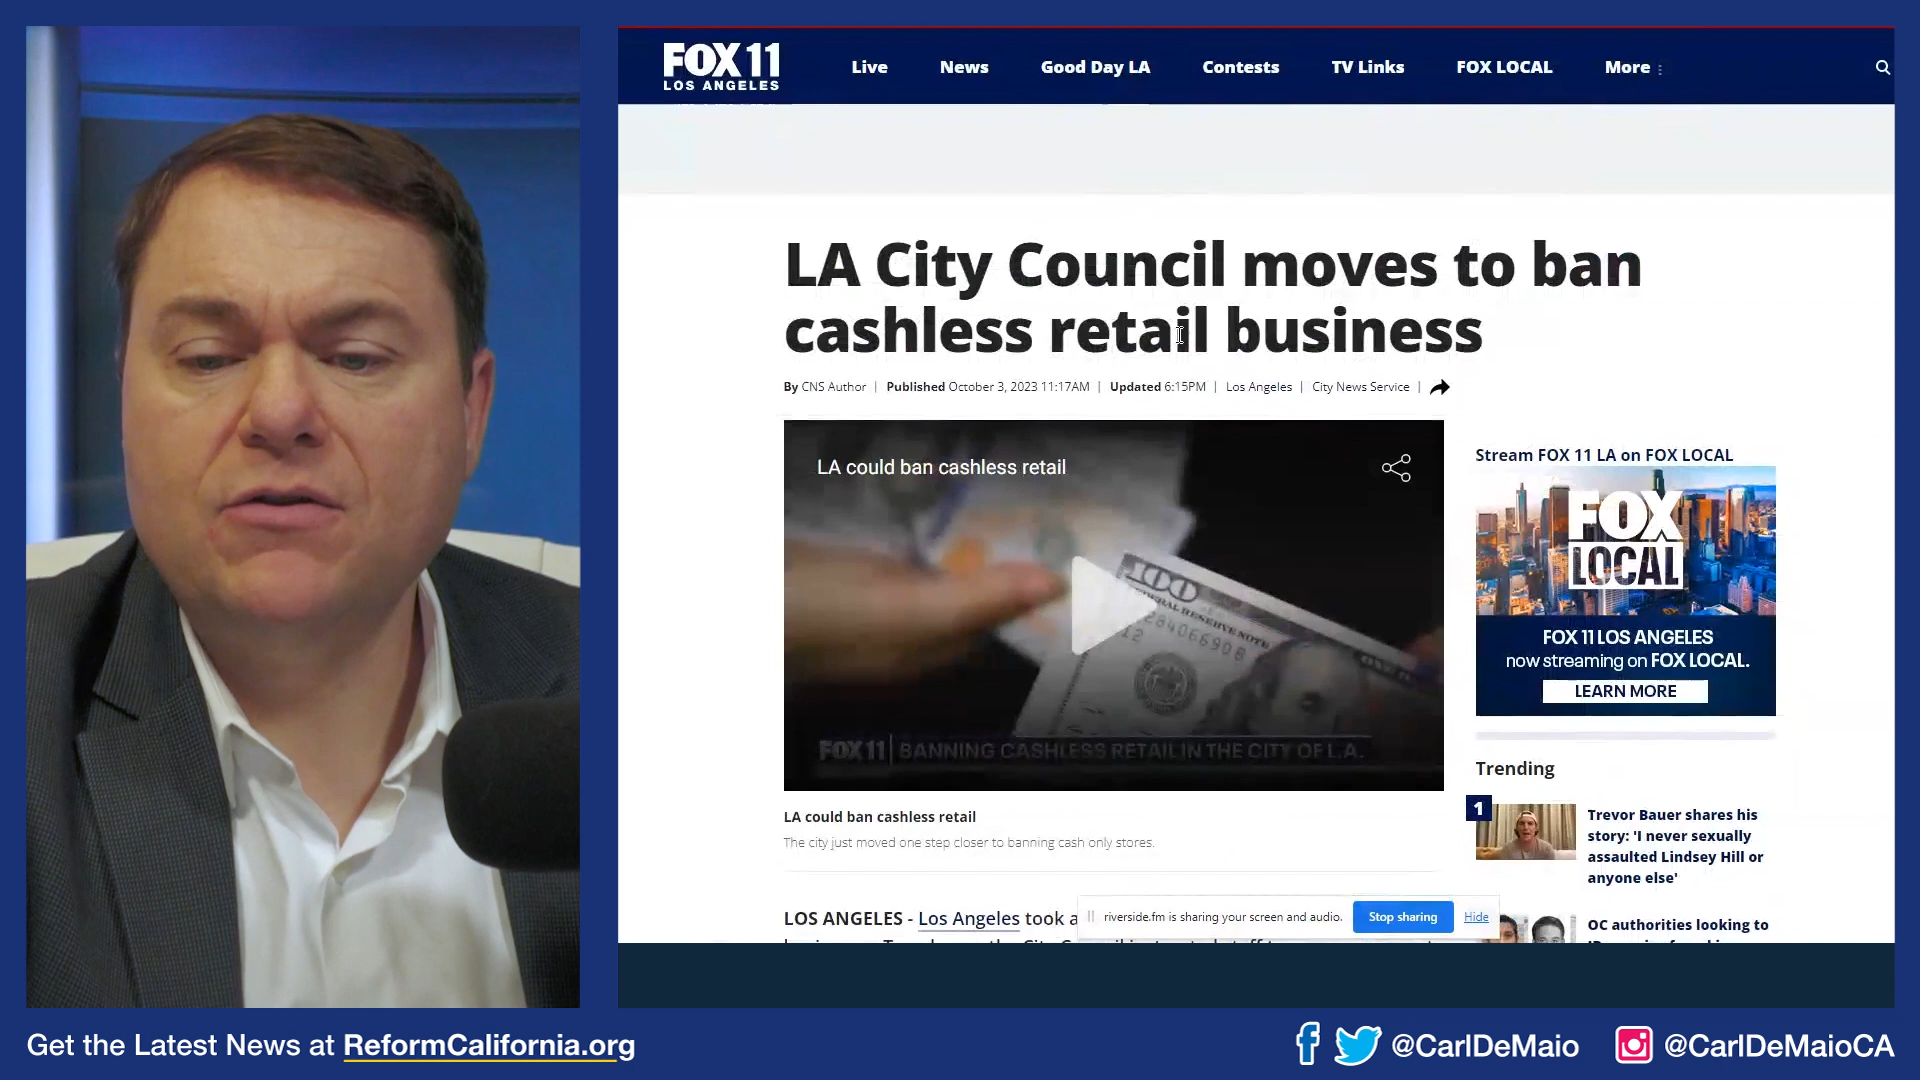 FOX 11
LOS ANGELES
Live
News
Good Day LA
Contests
TV Links
FOX LOCAL
More
LA City Council moves to ban
cashless retail business
By CNS Author | Published October 3, 2023 11:17AM | Updated 6:15PM | Los Angeles | City News Service |
LA could ban cashless retail
100
FEDERAL RESERVE NOTE
FOX 11 | BANNING CASHLESS RETAIL IN THE CITY OF L.A.
LA could ban cashless retail
The city just moved one step closer to banning cash only stores.
LOS ANGELES - Los Angeles took a
Stream FOX 11 LA on FOX LOCAL
FOX
LOCAL
FOX 11 LOS ANGELES
now streaming on FOX LOCAL.
LEARN MORE
Trending
1
Trevor Bauer shares his
story: 'I never sexually
assaulted Lindsey Hill or
anyone else'
OC authorities looking to
riverside.fm is sharing your screen and audio.
Stop sharing
Hide
Get the Latest News at ReformCalifornia.org
@CarlDeMaio
@CarlDeMaioCA